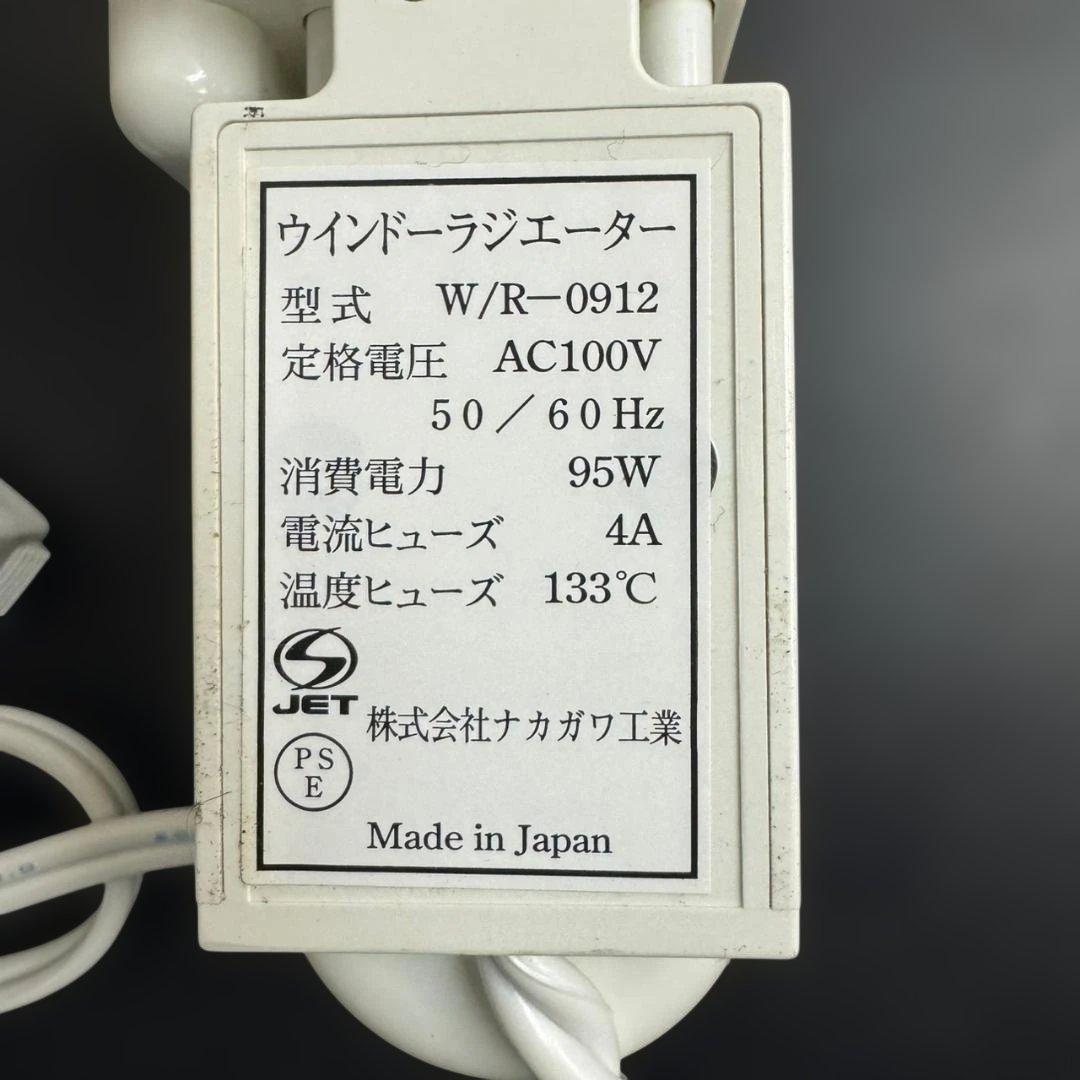 ウインドーラジエーター
型式 W/R－0912
定格電圧 AC100V
50／60Hz
消費電力 95W
電流ヒューズ 4A
温度ヒューズ 133℃
JET
株式会社ナカガワ工業
PS
E
Made in Japan